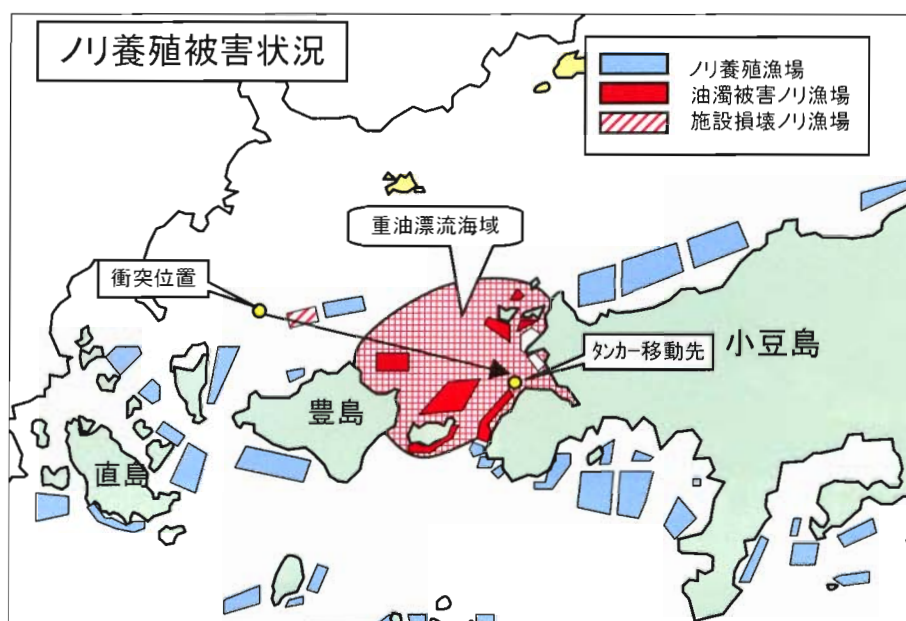 ノリ養殖被害状況
ノリ養殖漁場
油濁被害ノリ漁場
施設損壊ノリ漁場
重油漂流海域
衝突位置
タンカー移動先
小豆島
豊島
直島